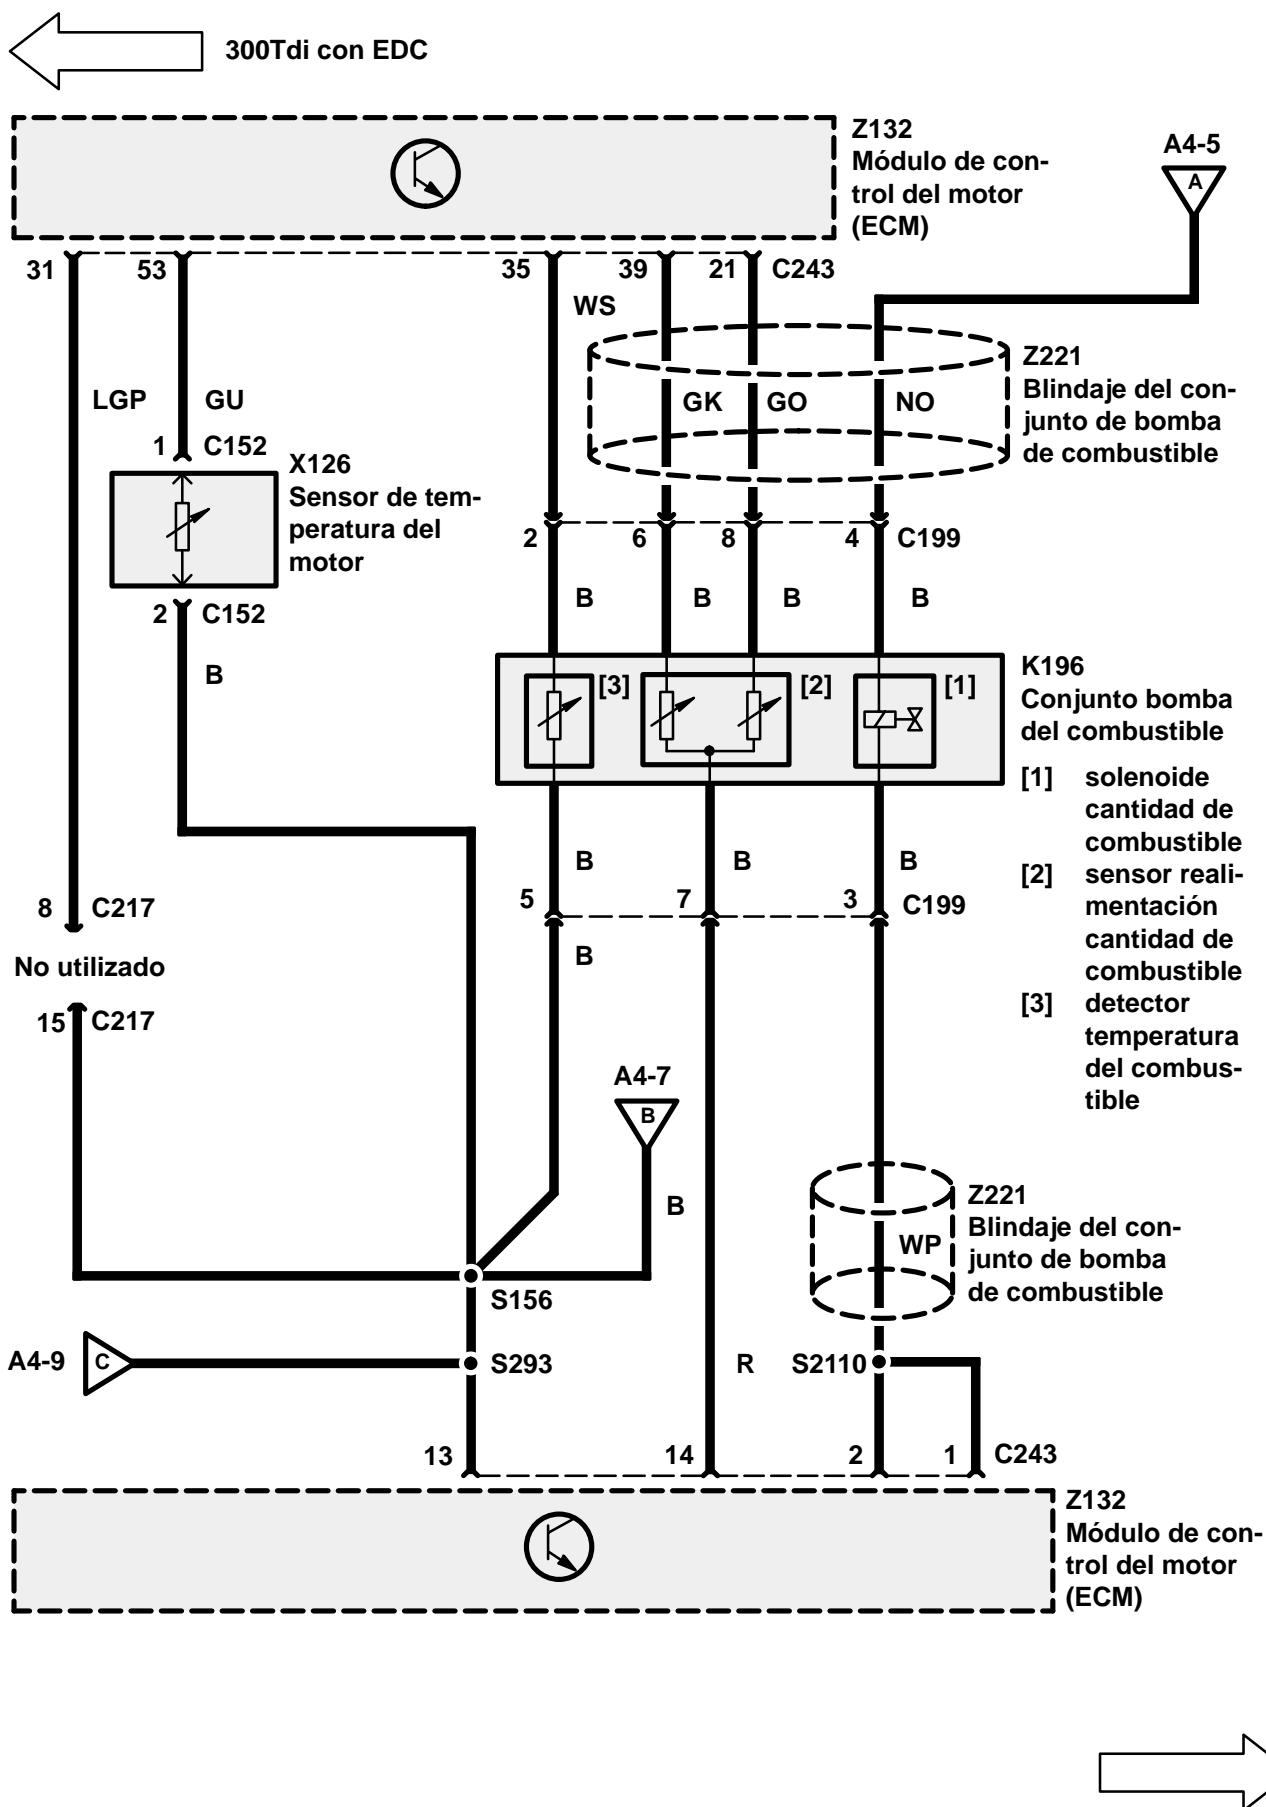 300Tdi con EDC
Z132
Módulo de con-
trol del motor
(ECM)
A4-5
A
31
53
35
39
21
C243
WS
LGP
GU
GK
GO
NO
Z221
Blindaje del con-
junto de bomba
de combustible
1
C152
X126
Sensor de tem-
peratura del
motor
2
C152
B
2
6
8
4
C199
B
B
B
B
[3]
[2]
[1]
K196
Conjunto bomba
del combustible
[1] solenoide
cantidad de
combustible
[2] sensor reali-
mentación
cantidad de
combustible
[3] detector
temperatura
del combus-
tible
B
B
B
5
7
3
C199
B
8
C217
No utilizado
15
C217
A4-7
B
B
Z221
Blindaje del con-
junto de bomba
de combustible
WP
S156
A4-9
C
S293
R
S2110
13
14
2
1
C243
Z132
Módulo de con-
trol del motor
(ECM)